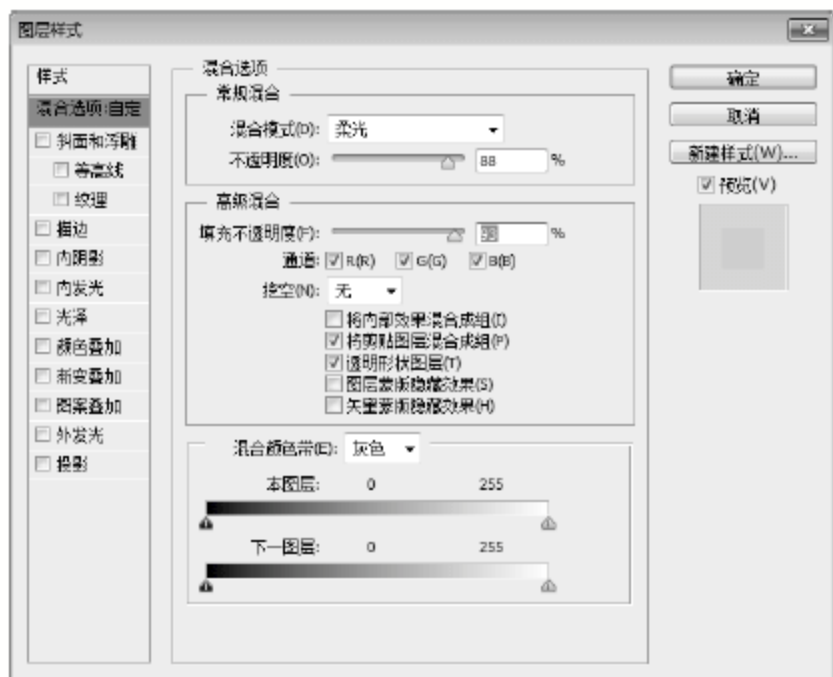 图层样式
样式
混合选项:自定
斜面和浮雕
等高线
纹理
描边
内阴影
内发光
光泽
颜色叠加
渐变叠加
图案叠加
外发光
投影
混合选项
常规混合
混合模式(D): 柔光
不透明度(O): 88 %
高级混合
填充不透明度(F): %
通道: R(R) G(G) B(B)
挖空(N): 无
将内部效果混合成组(I)
将剪贴图层混合成组(P)
透明形状图层(T)
图层蒙版隐藏效果(S)
矢量蒙版隐藏效果(H)
混合颜色带(E): 灰色
本图层: 0 255
下一图层: 0 255
确定
取消
新建样式(W)...
预览(V)